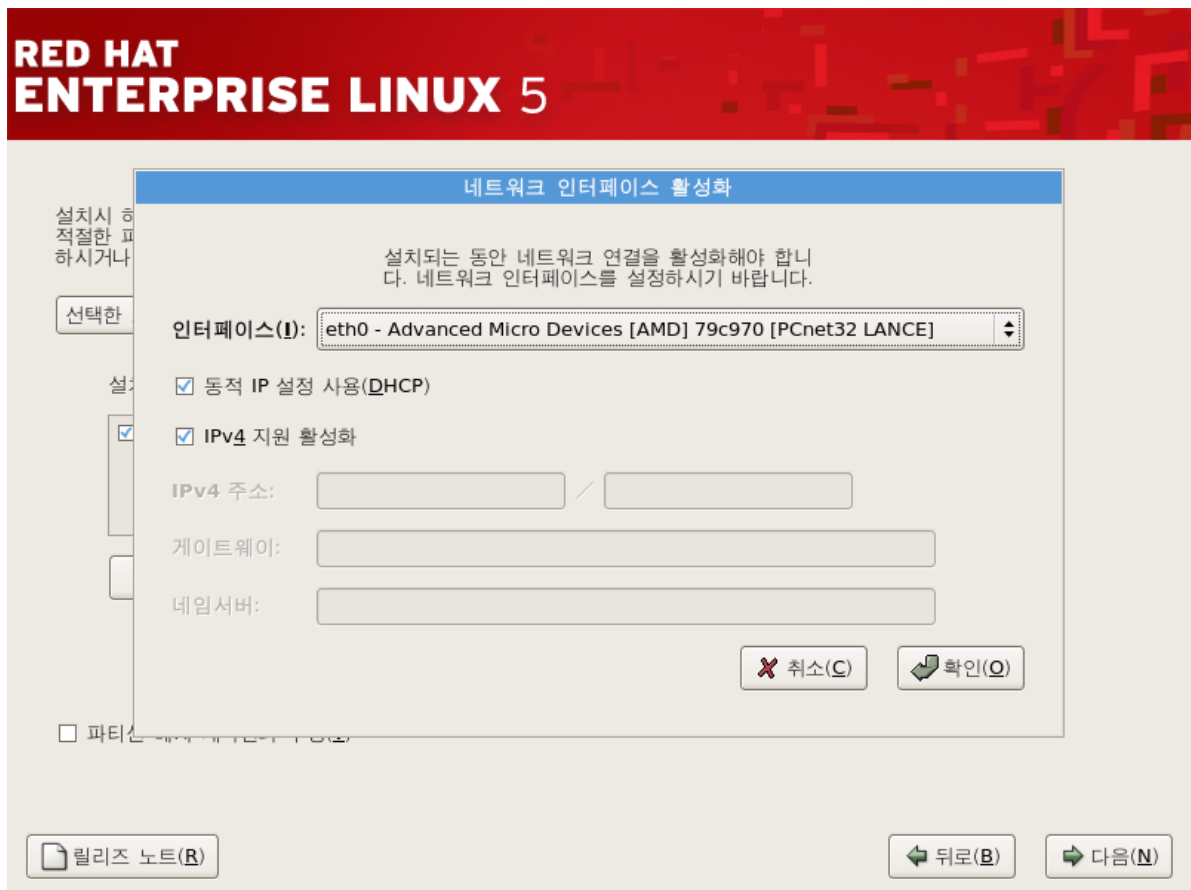 RED HAT
ENTERPRISE LINUX 5
네트워크 인터페이스 활성화
설치시
적절한
하시거나
설치되는 동안 네트워크 연결을 활성화해야 합니
다. 네트워크 인터페이스를 설정하시기 바랍니다.
선택한
인터페이스(I): eth0 - Advanced Micro Devices [AMD] 79c970 [PCnet32 LANCE]
동적 IP 설정 사용(DHCP)
IPv4 지원 활성화
IPv4 주소: /
게이트웨이:
네임서버:
취소(C) 확인(O)
릴리즈 노트(R) 뒤로(B) 다음(N)